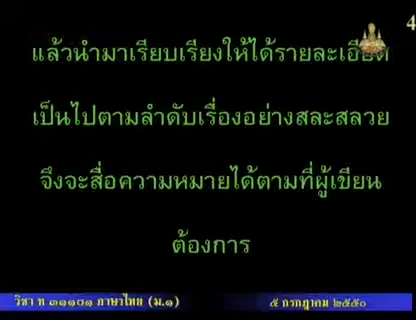 4
แล้วนำมาเรียบเรียงให้ได้รายละเอียด
เป็นไปตามลำดับเรื่องอย่างสละสลวย
จึงจะสื่อความหมายได้ตามที่ผู้เขียน
ต้องการ
วิชา ท ๓๑๑๐๑ ภาษาไทย (ม.๑) ๕ กรกฎาคม ๒๕๕๐